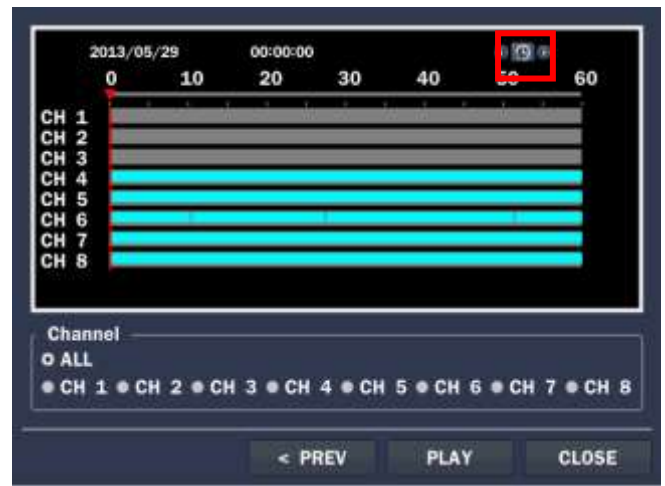 2013/05/29 00:00:00
0 10 20 30 40 50 60
CH 1
CH 2
CH 3
CH 4
CH 5
CH 6
CH 7
CH 8
Channel
ALL
CH 1 CH 2 CH 3 CH 4 CH 5 CH 6 CH 7 CH 8
< PREV PLAY CLOSE